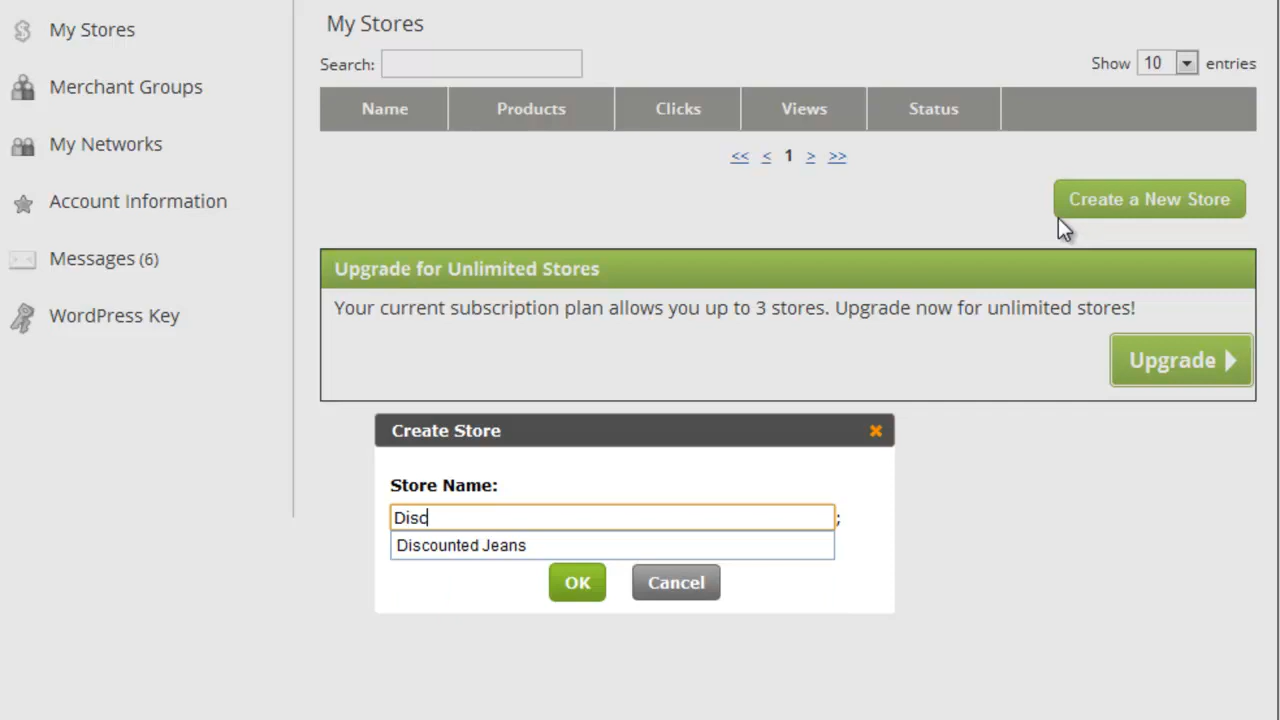 My Stores
Merchant Groups
My Networks
Account Information
Messages (6)
WordPress Key
My Stores
Search: Show 10 entries
Name Products Clicks Views Status
<< < 1 > >>
Create a New Store
Upgrade for Unlimited Stores
Your current subscription plan allows you up to 3 stores. Upgrade now for unlimited stores!
Upgrade
Create Store
Store Name:
Disc ;
Discounted Jeans
OK Cancel